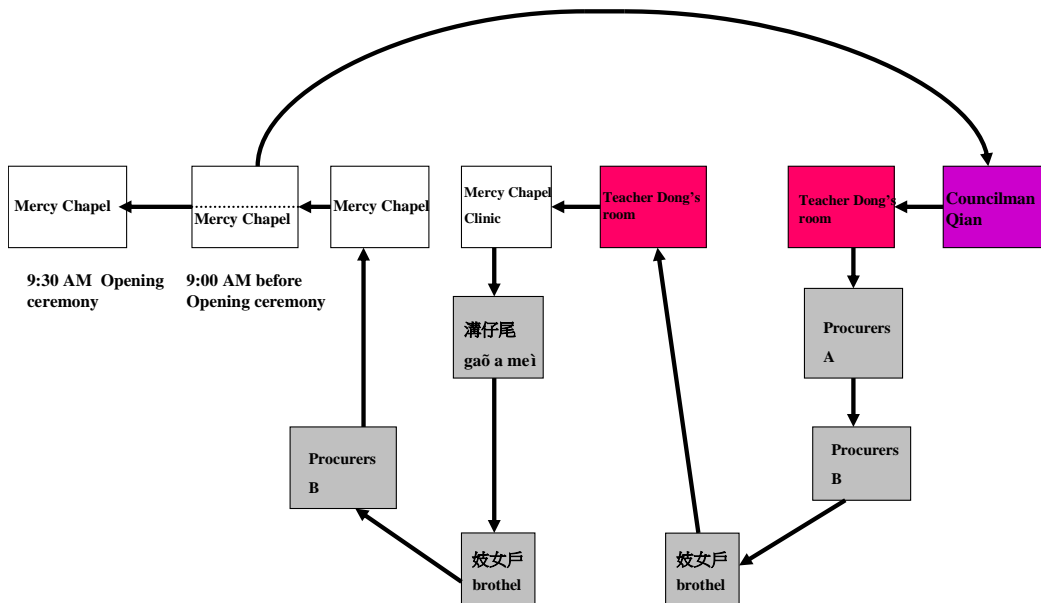 Mercy Chapel
Mercy Chapel
Mercy Chapel
Mercy Chapel
Clinic
Teacher Dong's
room
Teacher Dong's
room
Councilman
Qian
9:30 AM Opening
ceremony
9:00 AM before
Opening ceremony
溝仔尾
gaõ a meì
Procurers
A
Procurers
B
Procurers
B
妓女戶
brothel
妓女戶
brothel